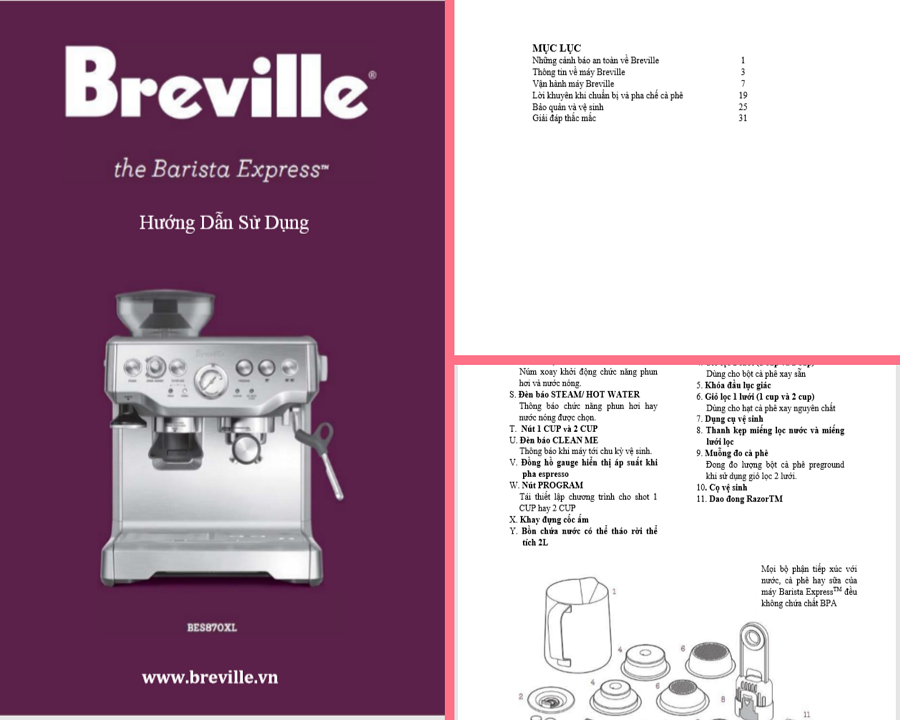 Breville®
the Barista Express™
Hướng Dẫn Sử Dụng
BES870XL
www.breville.vn
MỤC LỤC
Những cảnh báo an toàn về Breville 1
Thông tin về máy Breville 3
Vận hành máy Breville 7
Lời khuyên khi chuẩn bị và pha chế cà phê 19
Bảo quản và vệ sinh 25
Giải đáp thắc mắc 31
Núm xoay khởi động chức năng phun
hơi và nước nóng.
S. Đèn báo STEAM/ HOT WATER
Thông báo chức năng phun hơi hay
nước nóng được chọn.
T. Nút 1 CUP và 2 CUP
U. Đèn báo CLEAN ME
Thông báo khi máy tới chu kỳ vệ sinh.
V. Đồng hồ gauge hiển thị áp suất khi
pha espresso
W. Nút PROGRAM
Tái thiết lập chương trình cho shot 1
CUP hay 2 CUP
X. Khay đựng cốc ấm
Y. Bồn chứa nước có thể tháo rời thể
tích 2L
Dùng cho bột cà phê xay sẵn
5. Khóa đầu lục giác
6. Giỏ lọc 1 lưới (1 cup và 2 cup)
Dùng cho hạt cà phê xay nguyên chất
7. Dụng cụ vệ sinh
8. Thanh kẹp miếng lọc nước và miếng
lưới lọc
9. Muỗng đo cà phê
Đong đo lượng bột cà phê preground
khi sử dụng giỏ lọc 2 lưới.
10. Cọ vệ sinh
11. Dao đong RazorTM
Mọi bộ phận tiếp xúc với
nước, cà phê hay sữa của
máy Barista Express™ đều
không chứa chất BPA
1
4
6
2
4
6
8
11